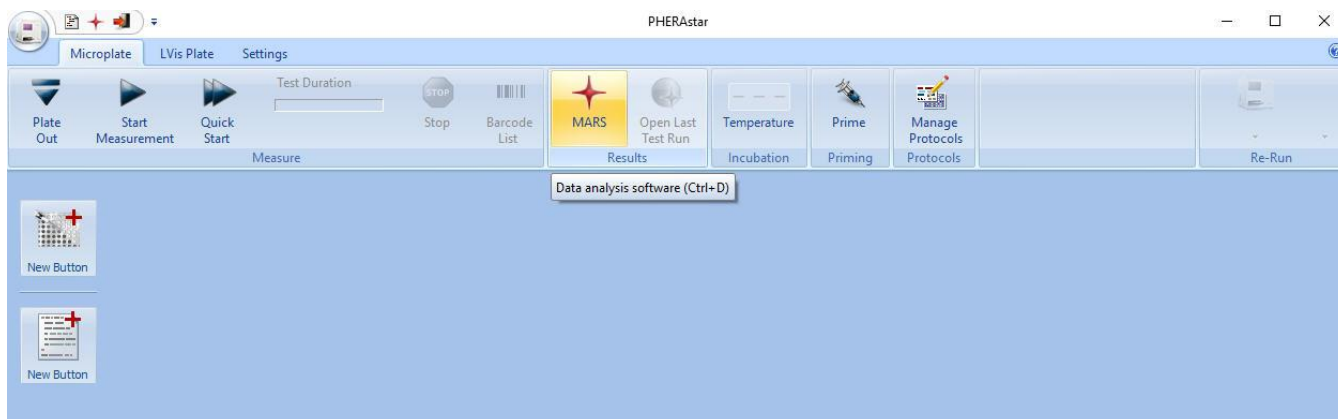 PHERAstar
Microplate LVis Plate Settings
Plate Out
Start Measurement
Quick Start
Test Duration
STOP
Stop
Barcode List
Measure
MARS
Open Last Test Run
Results
- - -
Temperature
Incubation
Prime
Priming
Manage Protocols
Protocols
Re-Run
Data analysis software (Ctrl+D)
New Button
New Button